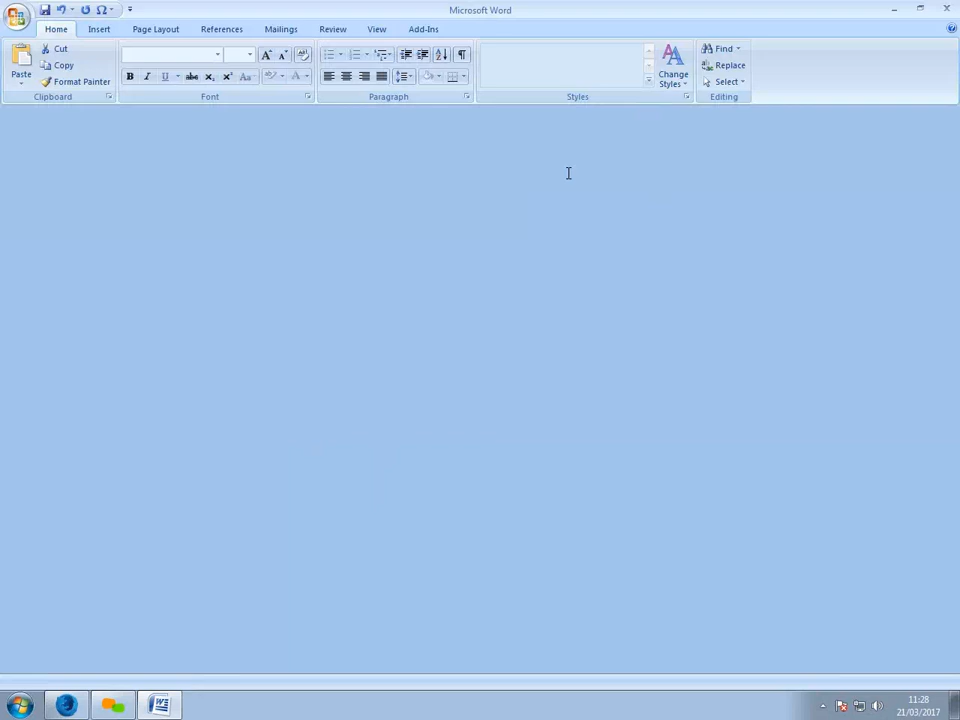 Microsoft Word
Home Insert Page Layout References Mailings Review View Add-Ins
Paste
Cut
Copy
Format Painter
Clipboard
Font
Paragraph
Styles
Change Styles
Find
Replace
Select
Editing
11:28
21/03/2017